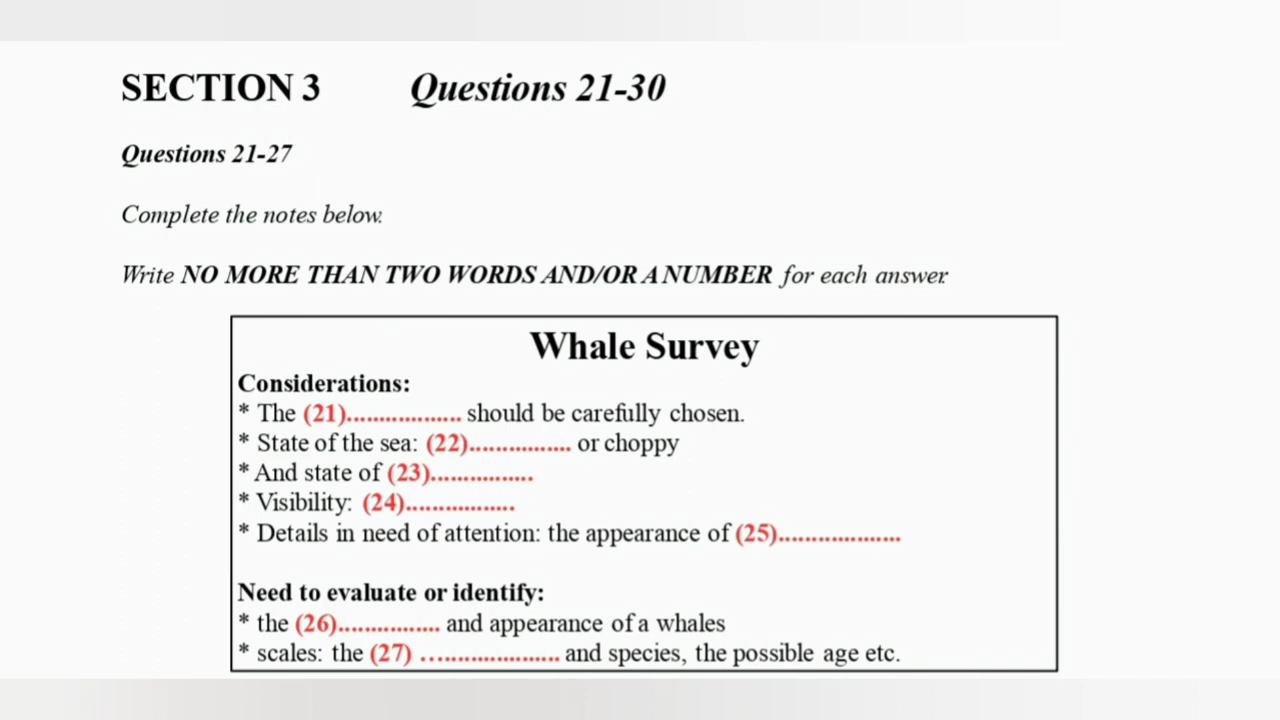 SECTION 3 Questions 21-30
Questions 21-27
Complete the notes below.
Write NO MORE THAN TWO WORDS AND/OR A NUMBER for each answer.
Whale Survey
Considerations:
* The (21)................. should be carefully chosen.
* State of the sea: (22)............... or choppy
* And state of (23)...............
* Visibility: (24)................
* Details in need of attention: the appearance of (25)..................
Need to evaluate or identify:
* the (26)............... and appearance of a whales
* scales: the (27) ..................... and species, the possible age etc.